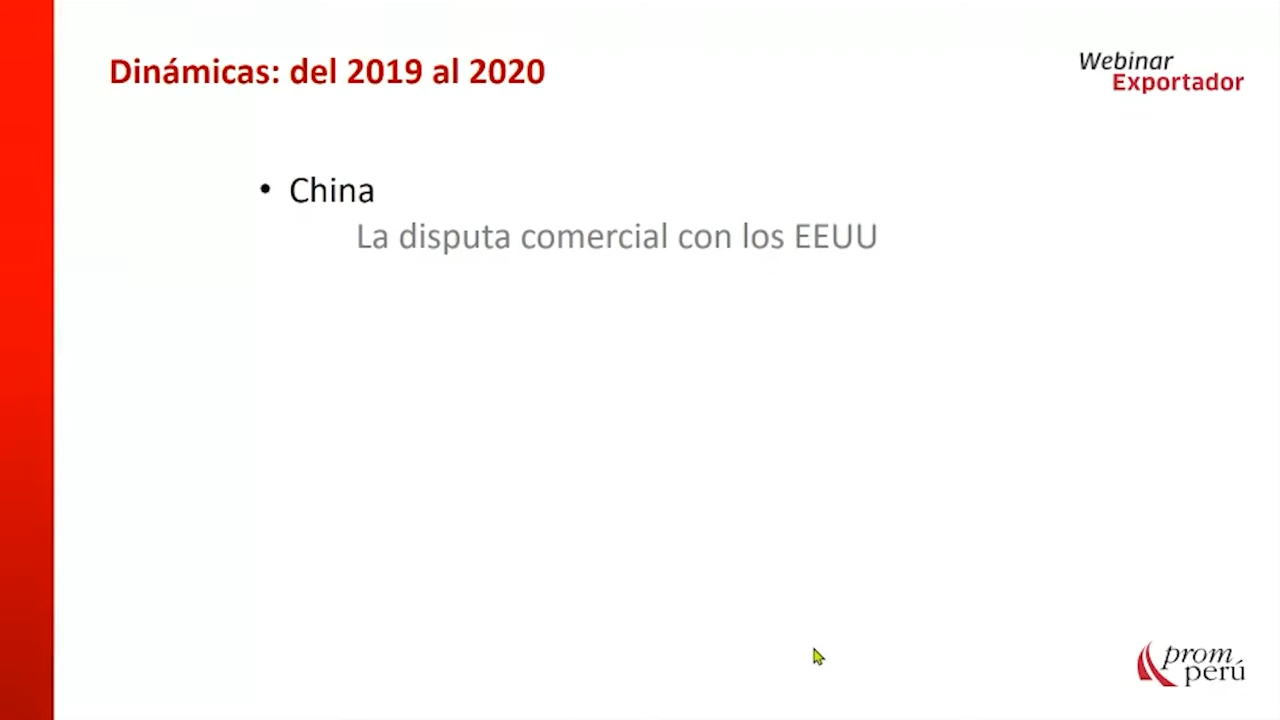 Dinámicas: del 2019 al 2020
Webinar
Exportador
• China
La disputa comercial con los EEUU
prom
perú